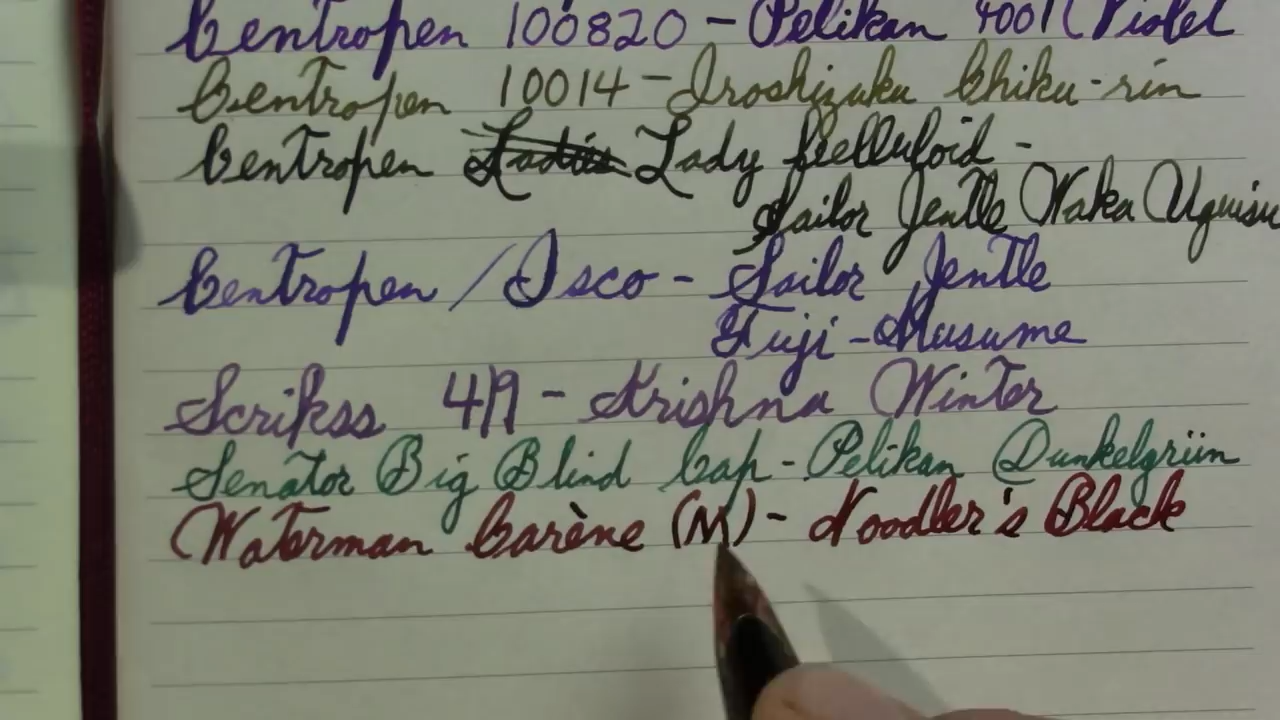 Centropen 100820 - Pelikan 4001 Violet
Centropen 10014 - Iroshizuku Chiku-rin
Centropen Lady Celluloid -
Sailor Jentle Waka Uguisu
Centropen / Isco - Sailor Jentle
Fuji-Musume
Scrikss 419 - Krishna Winter
Senator Big Blind Cap - Pelikan Dunkelgrün
Waterman Carène (M) - Noodler's Black